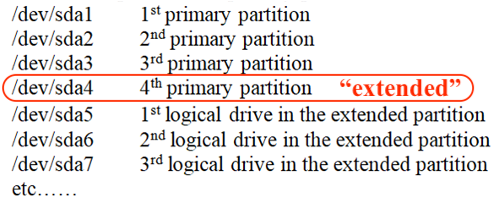 /dev/sda1 1st primary partition
/dev/sda2 2nd primary partition
/dev/sda3 3rd primary partition
/dev/sda4 4th primary partition “extended”
/dev/sda5 1st logical drive in the extended partition
/dev/sda6 2nd logical drive in the extended partition
/dev/sda7 3rd logical drive in the extended partition
etc……